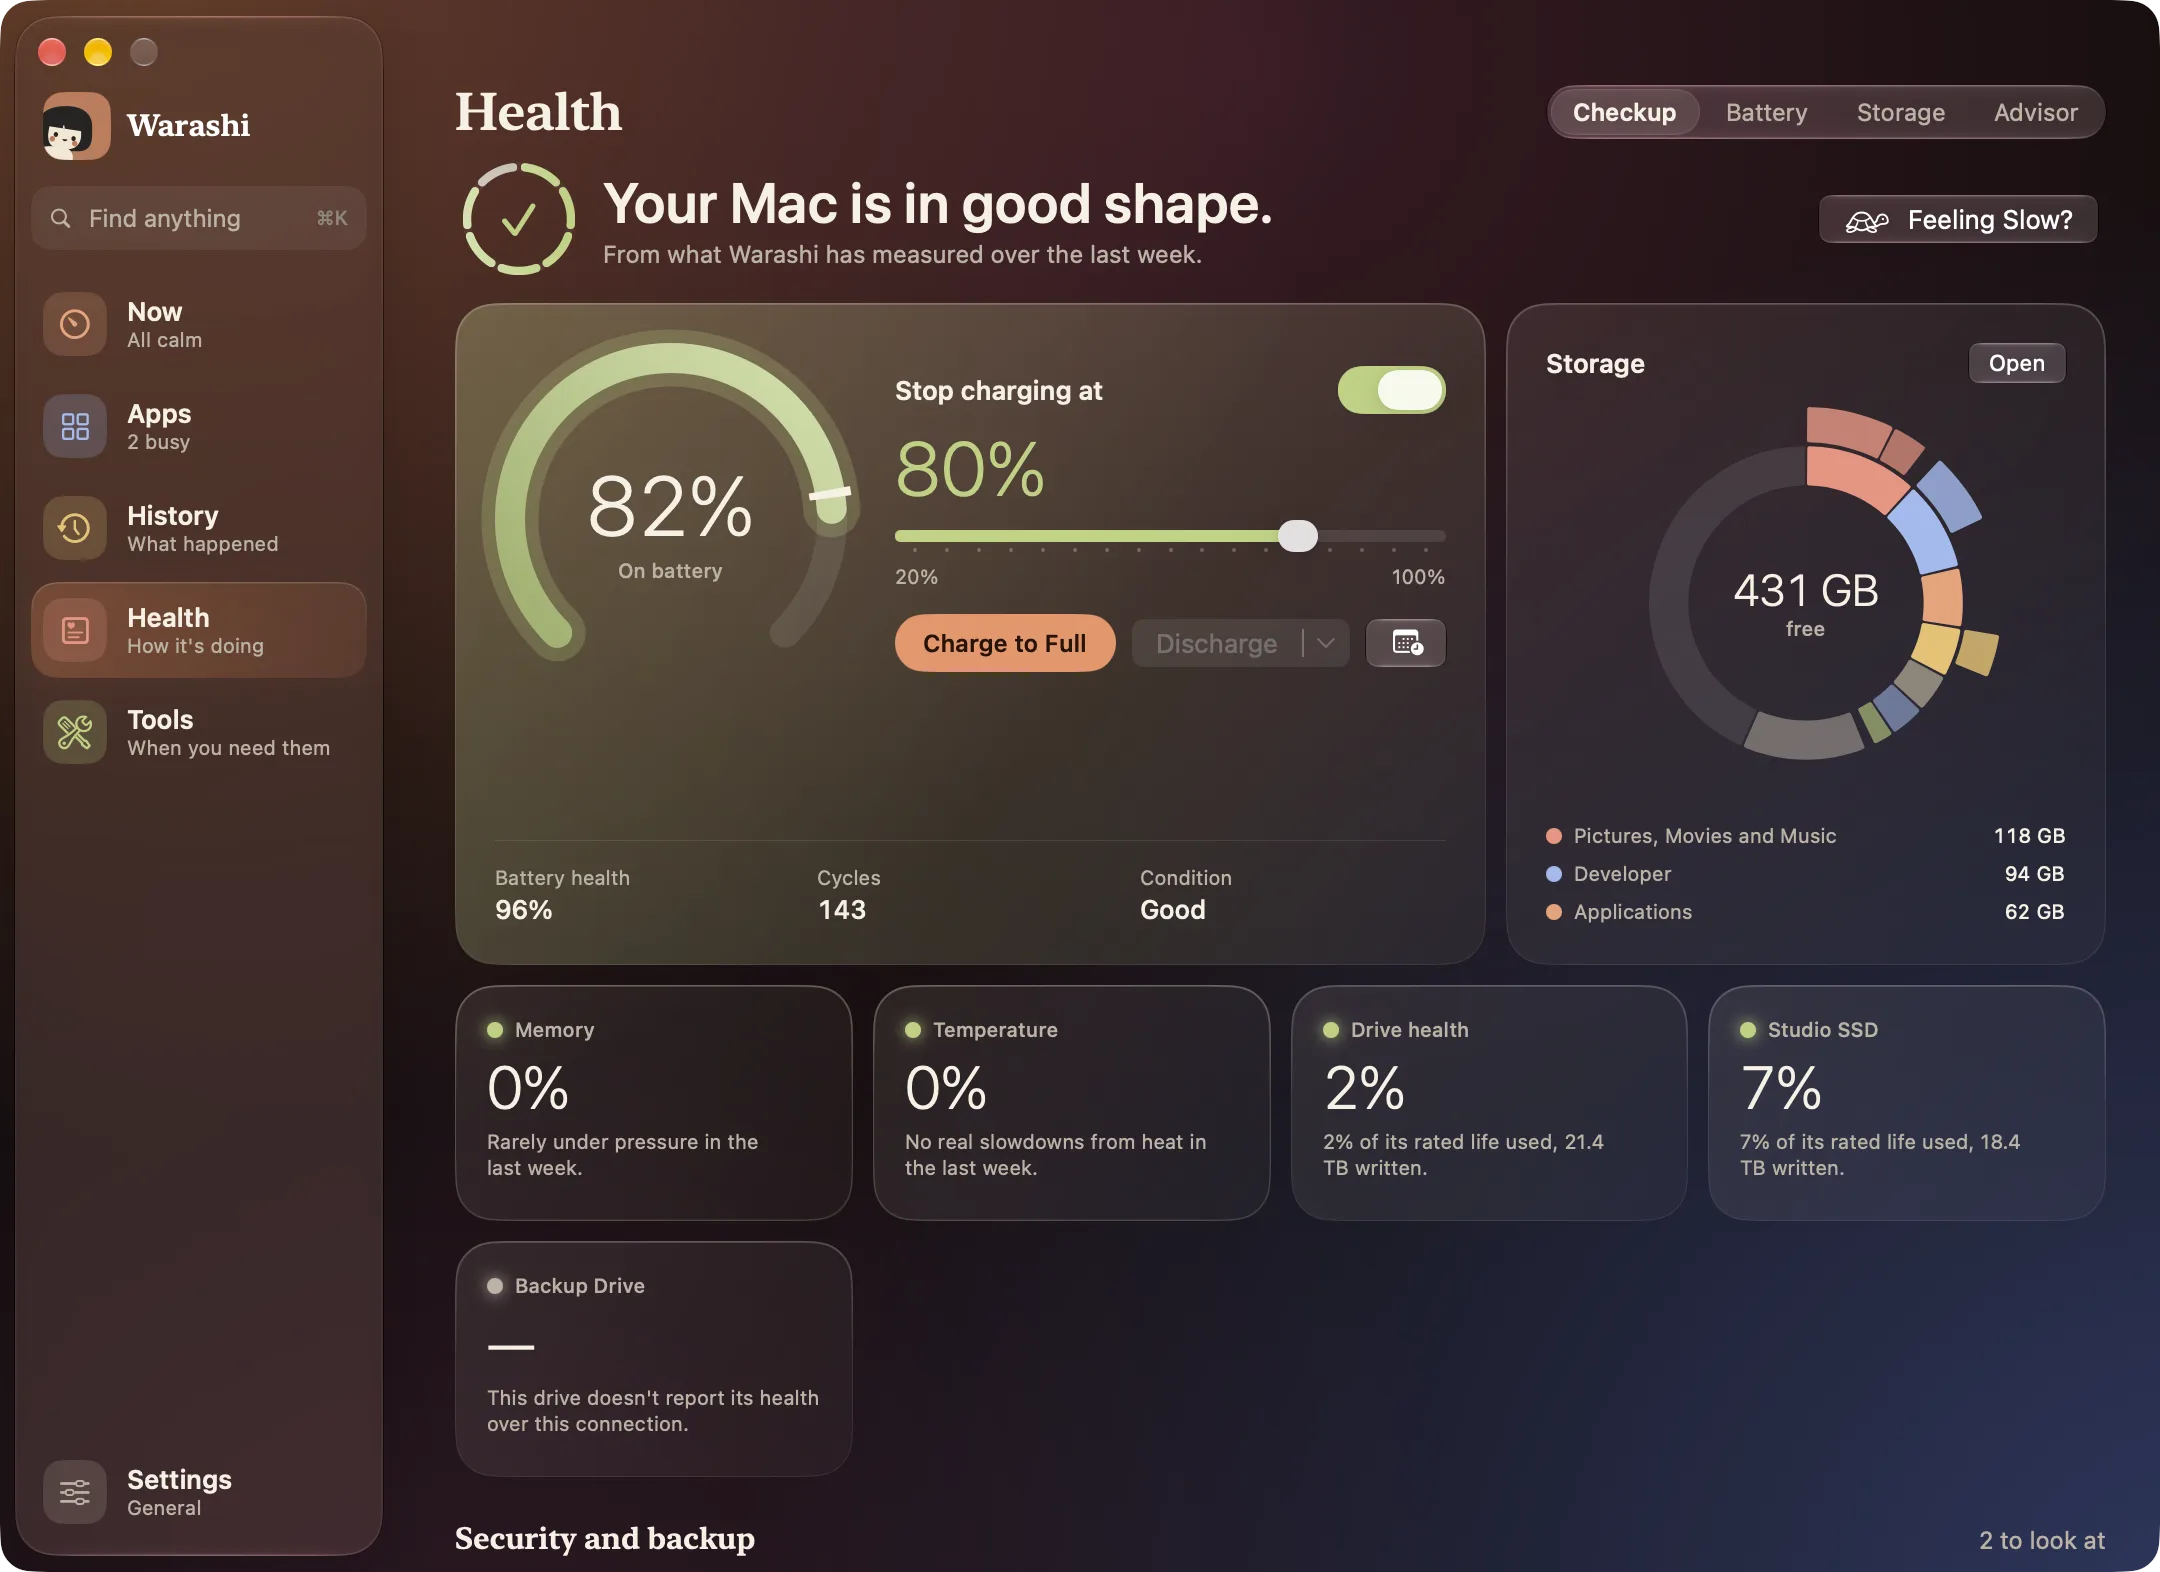 Warashi
Find anything ⌘K
Now
All calm
Apps
2 busy
History
What happened
Health
How it's doing
Tools
When you need them
Settings
General
Health
Checkup Battery Storage Advisor
Your Mac is in good shape.
From what Warashi has measured over the last week.
Feeling Slow?
82%
On battery
Stop charging at
80%
20% 100%
Charge to Full
Discharge
Battery health
96%
Cycles
143
Condition
Good
Storage
Open
431 GB
free
Pictures, Movies and Music 118 GB
Developer 94 GB
Applications 62 GB
Memory
0%
Rarely under pressure in the
last week.
Temperature
0%
No real slowdowns from heat in
the last week.
Drive health
2%
2% of its rated life used, 21.4
TB written.
Studio SSD
7%
7% of its rated life used, 18.4
TB written.
Backup Drive
—
This drive doesn't report its health
over this connection.
Security and backup
2 to look at